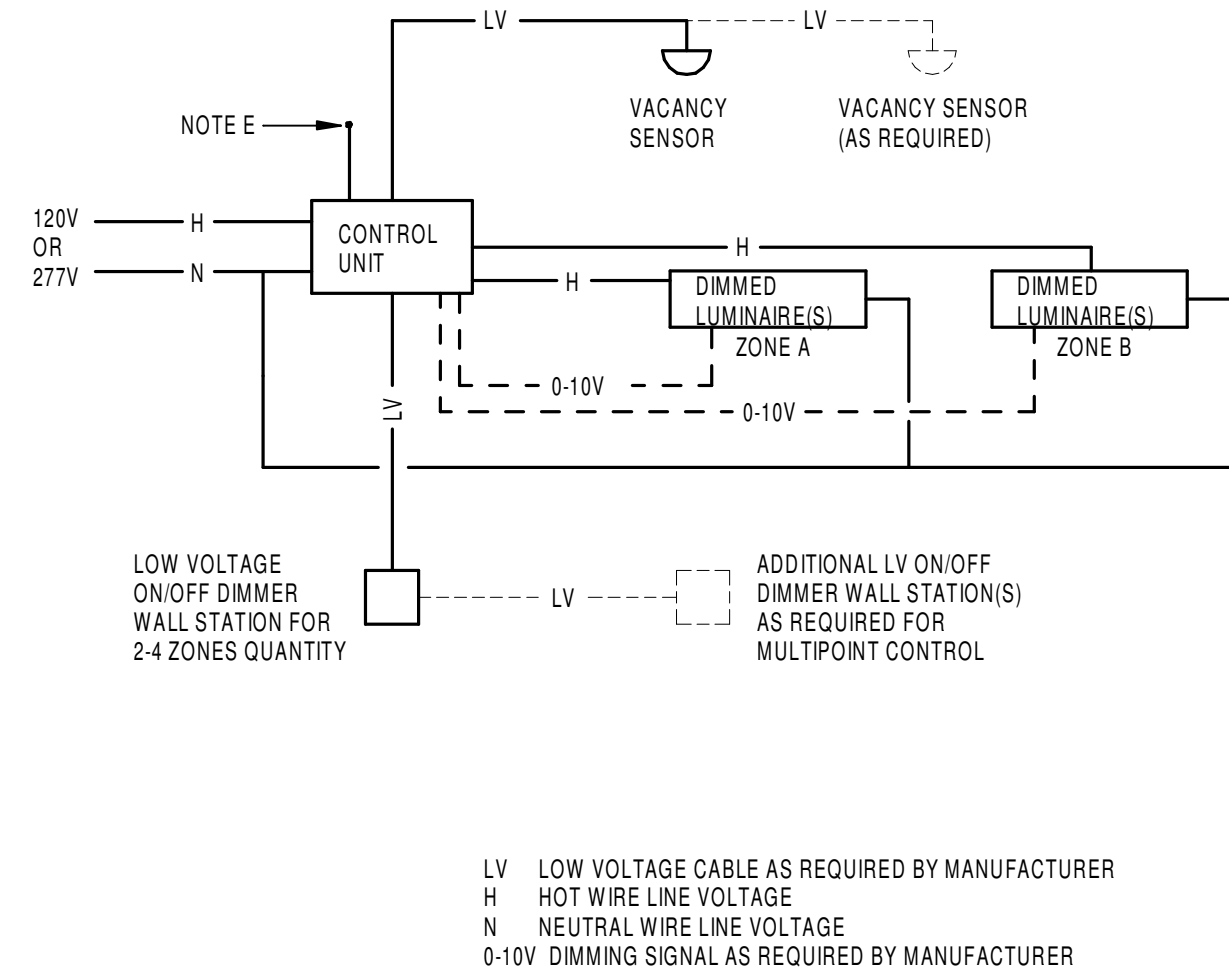 LV
LV
VACANCY
SENSOR
VACANCY SENSOR
(AS REQUIRED)
NOTE E
120V
OR
277V
H
N
CONTROL
UNIT
H
H
DIMMED
LUMINAIRE(S)
ZONE A
DIMMED
LUMINAIRE(S)
ZONE B
0-10V
0-10V
LV
LOW VOLTAGE
ON/OFF DIMMER
WALL STATION FOR
2-4 ZONES QUANTITY
LV
ADDITIONAL LV ON/OFF
DIMMER WALL STATION(S)
AS REQUIRED FOR
MULTIPOINT CONTROL
LV LOW VOLTAGE CABLE AS REQUIRED BY MANUFACTURER
H HOT WIRE LINE VOLTAGE
N NEUTRAL WIRE LINE VOLTAGE
0-10V DIMMING SIGNAL AS REQUIRED BY MANUFACTURER